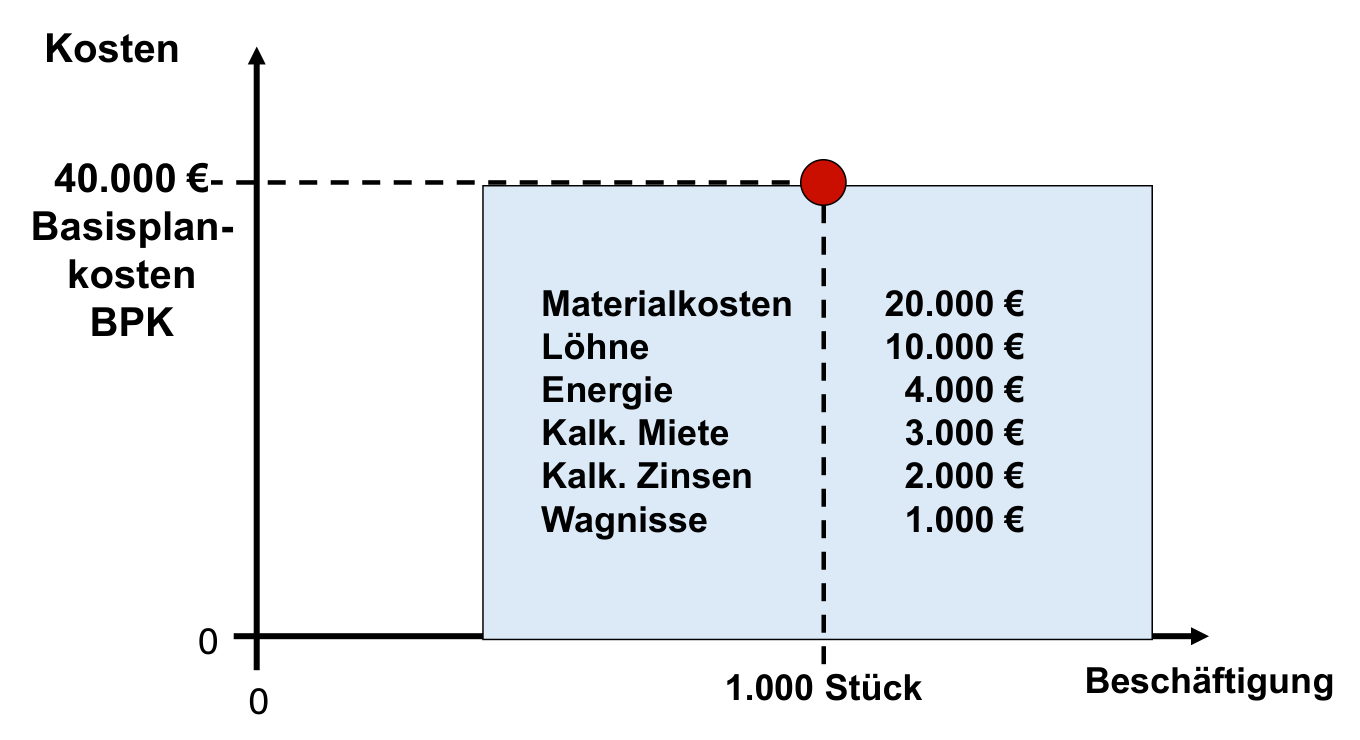 Kosten
40.000 €
Basisplan-
kosten
BPK
Materialkosten 20.000 €
Löhne 10.000 €
Energie 4.000 €
Kalk. Miete 3.000 €
Kalk. Zinsen 2.000 €
Wagnisse 1.000 €
0
0
1.000 Stück
Beschäftigung